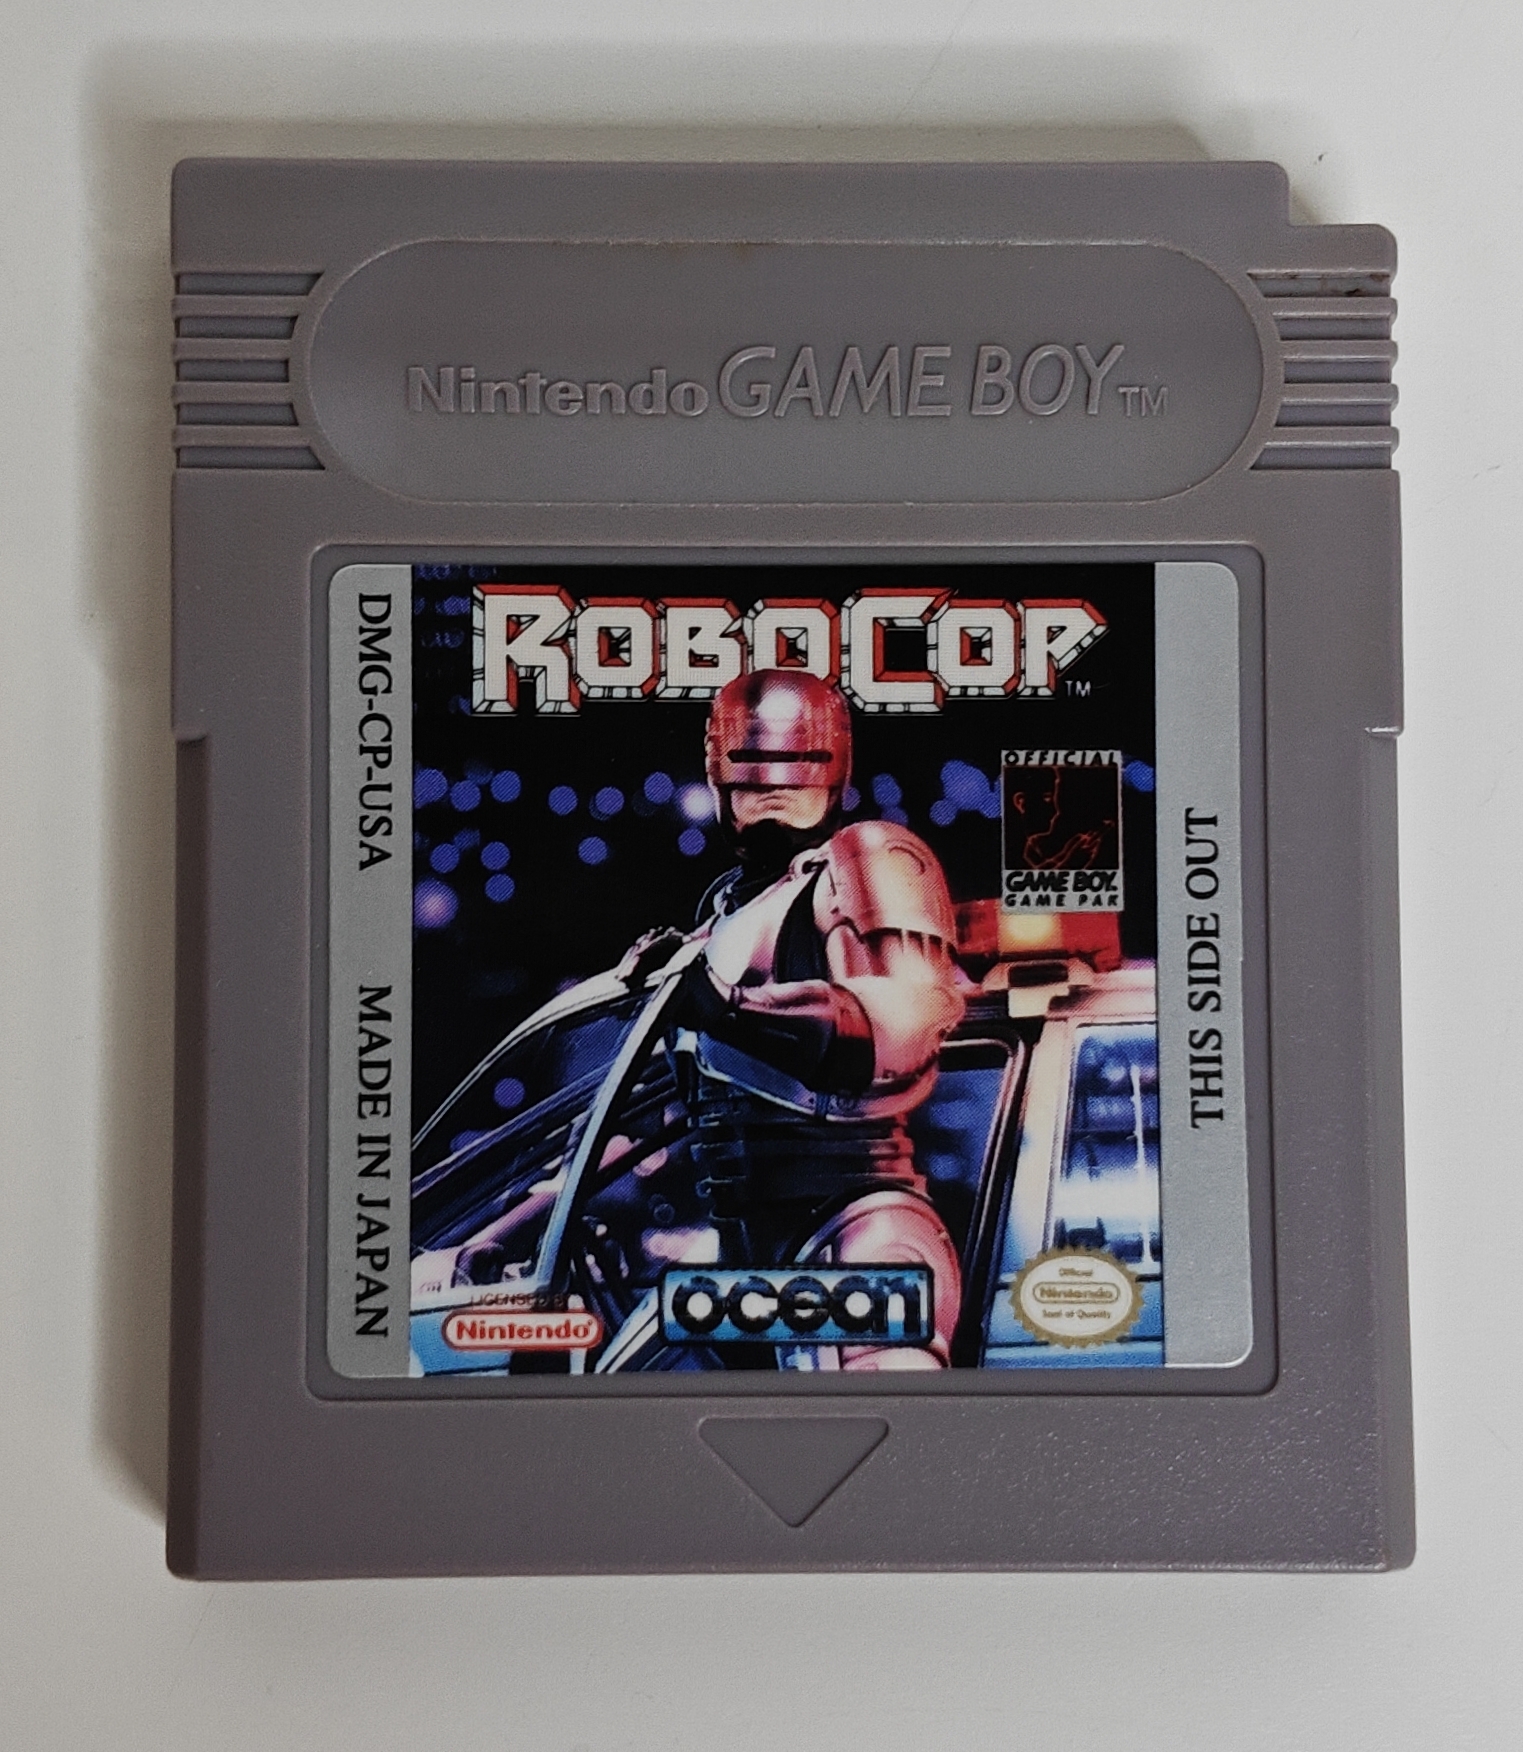 Nintendo GAME BOY TM
ROBOCOP TM
DMG-CP-USA MADE IN JAPAN
OFFICIAL
GAME BOY
GAME PAK
THIS SIDE OUT
LICENSED BY
Nintendo
ocean
Official
Nintendo
Seal of Quality